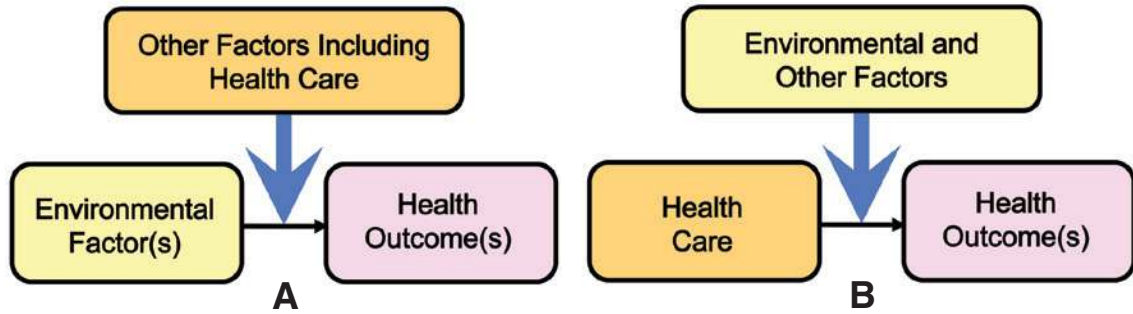 Other Factors Including
Health Care
Environmental
Factor(s)
Health
Outcome(s)
A
Environmental and
Other Factors
Health
Care
Health
Outcome(s)
B